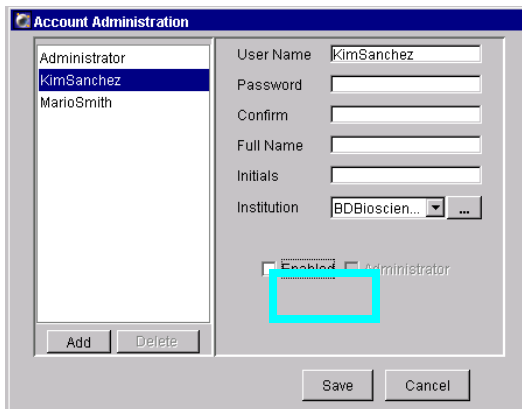 Account Administration
Administrator
KimSanchez
MarioSmith
User Name KimSanchez
Password
Confirm
Full Name
Initials
Institution BDBioscien... ...
Enabled Administrator
Add Delete
Save Cancel